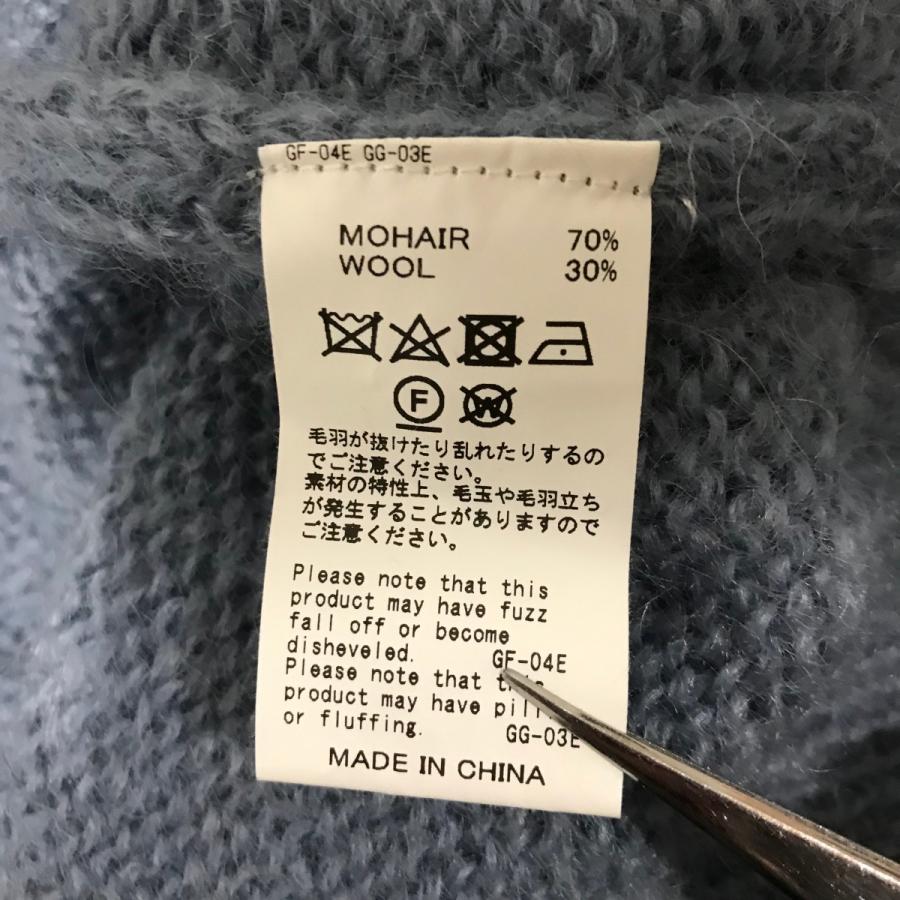 GF-04E GG-03E
MOHAIR 70%
WOOL 30%
F W
毛羽が抜けたり乱れたりするの
でご注意ください。
素材の特性上、毛玉や毛羽立ち
が発生することがありますので
ご注意ください。
Please note that this
product may have fuzz
fall off or become
disheveled. GF-04E
Please note that
product may have
or fluffing. GG-03E
MADE IN CHINA